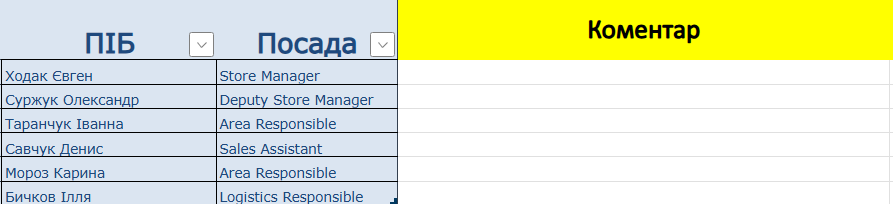 ПІБ Посада Коментар
Ходак Євген Store Manager
Суржук Олександр Deputy Store Manager
Таранчук Іванна Area Responsible
Савчук Денис Sales Assistant
Мороз Карина Area Responsible
Бичков Ілля Logistics Responsible